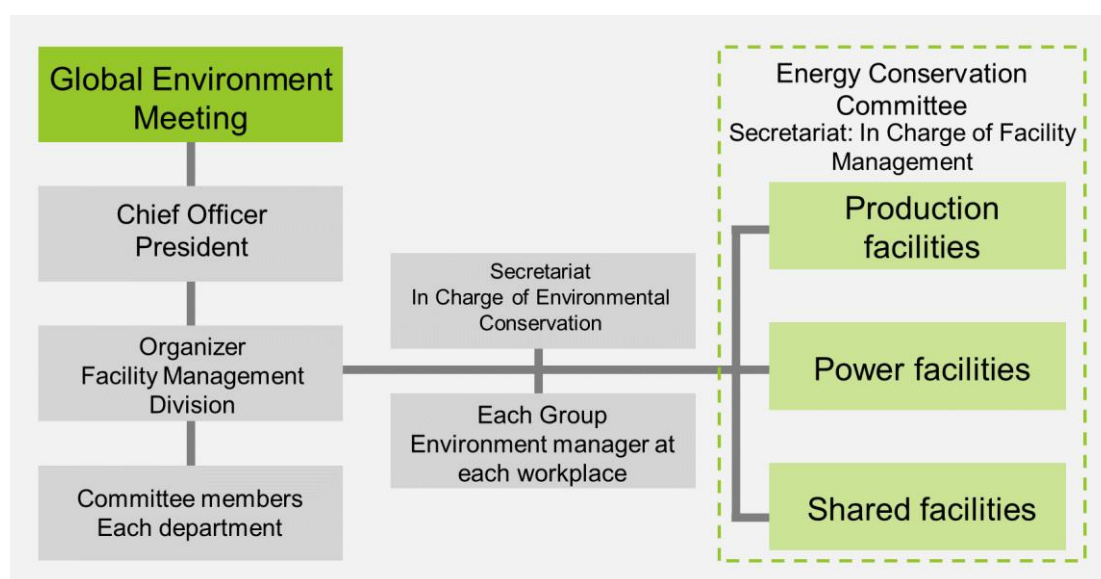 Global Environment
Meeting
Chief Officer
President
Organizer
Facility Management
Division
Committee members
Each department
Secretariat
In Charge of Environmental
Conservation
Each Group
Environment manager at
each workplace
Energy Conservation
Committee
Secretariat: In Charge of Facility
Management
Production
facilities
Power facilities
Shared facilities